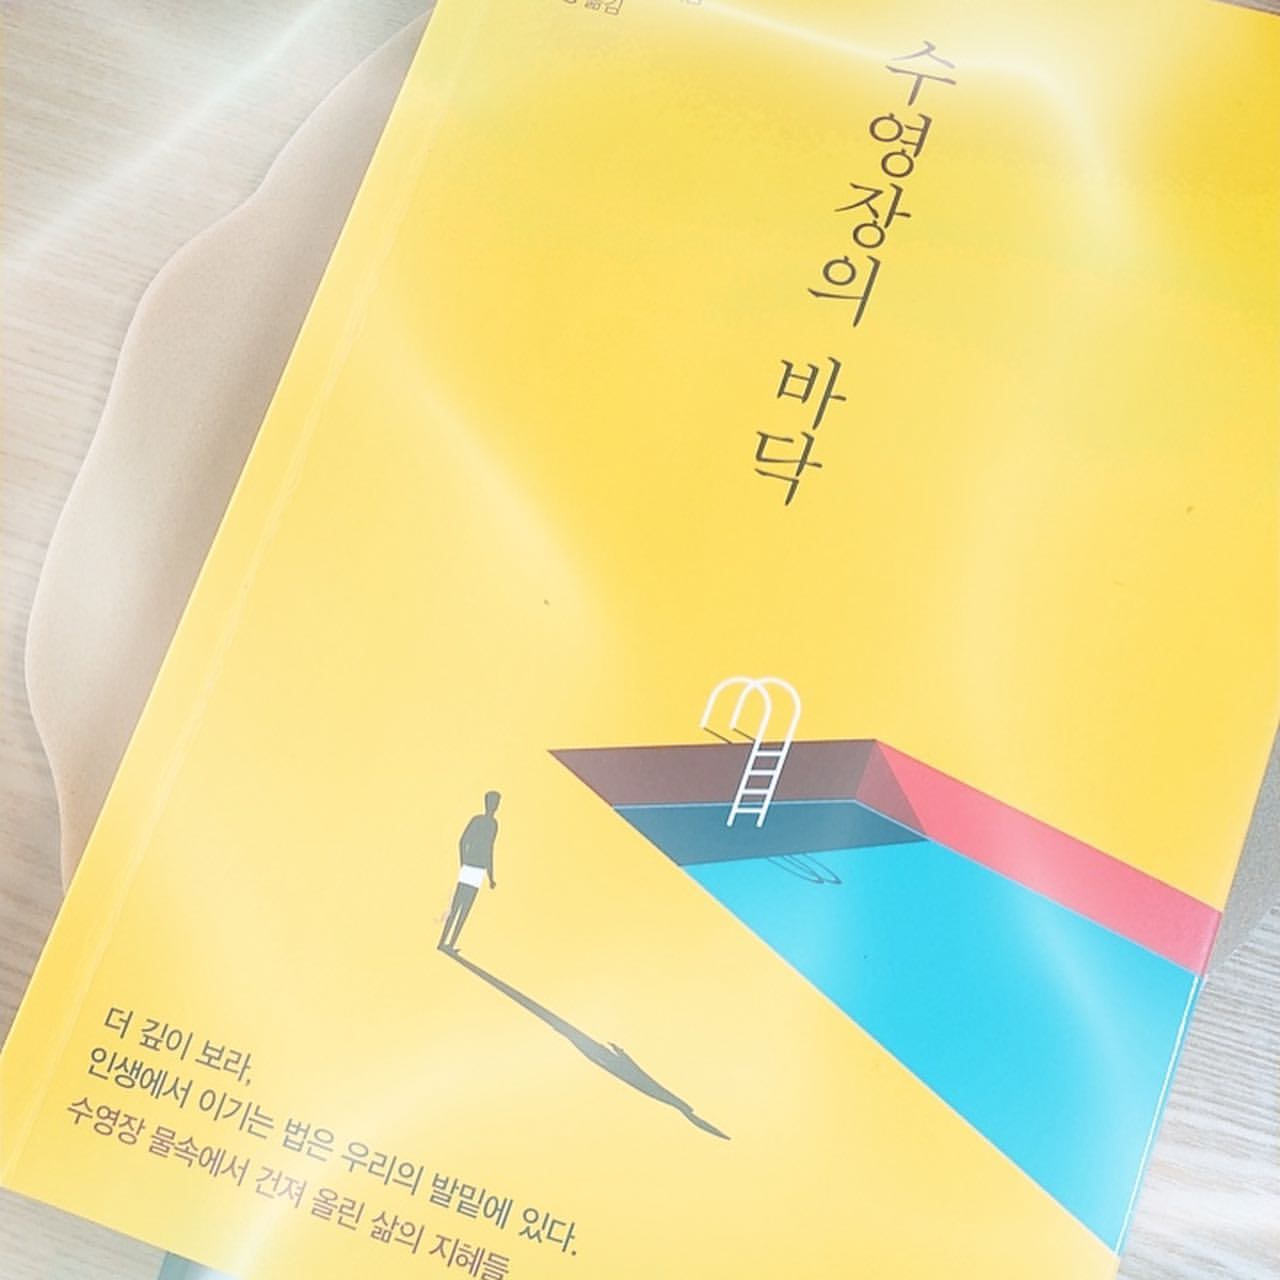 옮김
수영장의 바닥
더 깊이 보라,
인생에서 이기는 법은 우리의 발밑에 있다.
수영장 물속에서 건져 올린 삶의 지혜들